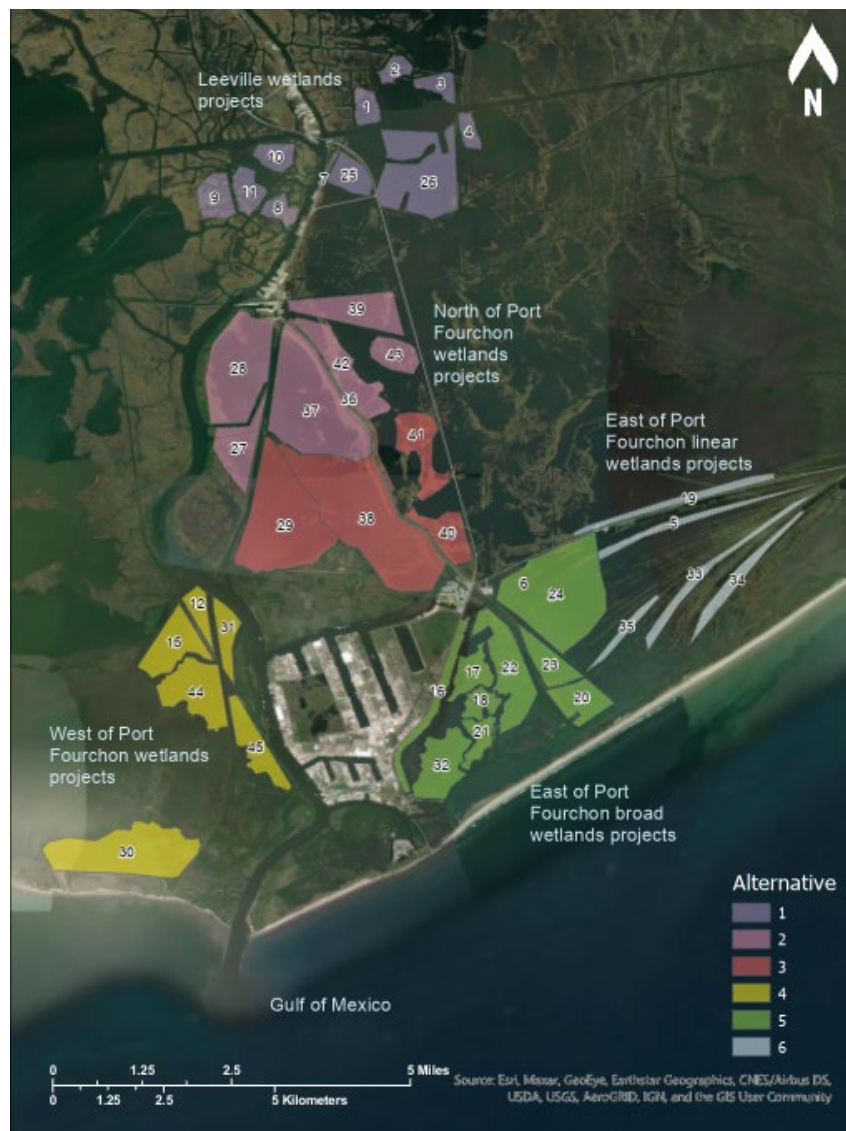 2
Leeville wetlands
projects
3
1
N
4
10
7
25
26
9
11
8
39
North of Port
Fourchon
wetlands
projects
42
43
28
36
37
41
East of Port
Fourchon linear
wetlands projects
27
19
5
29
38
40
33
34
6
24
12
31
35
15
17
22
23
44
16
18
20
West of Port
Fourchon wetlands
projects
45
21
32
East of Port
Fourchon broad
wetlands projects
30
Alternative
1
2
3
4
5
6
Gulf of Mexico
0 1.25 2.5 5 Miles
0 1.25 2.5 5 Kilometers
Source: Esri, Maxar, GeoEye, Earthstar Geographics, CNES/Airbus DS,
USDA, USGS, AeroGRID, IGN, and the GIS User Community